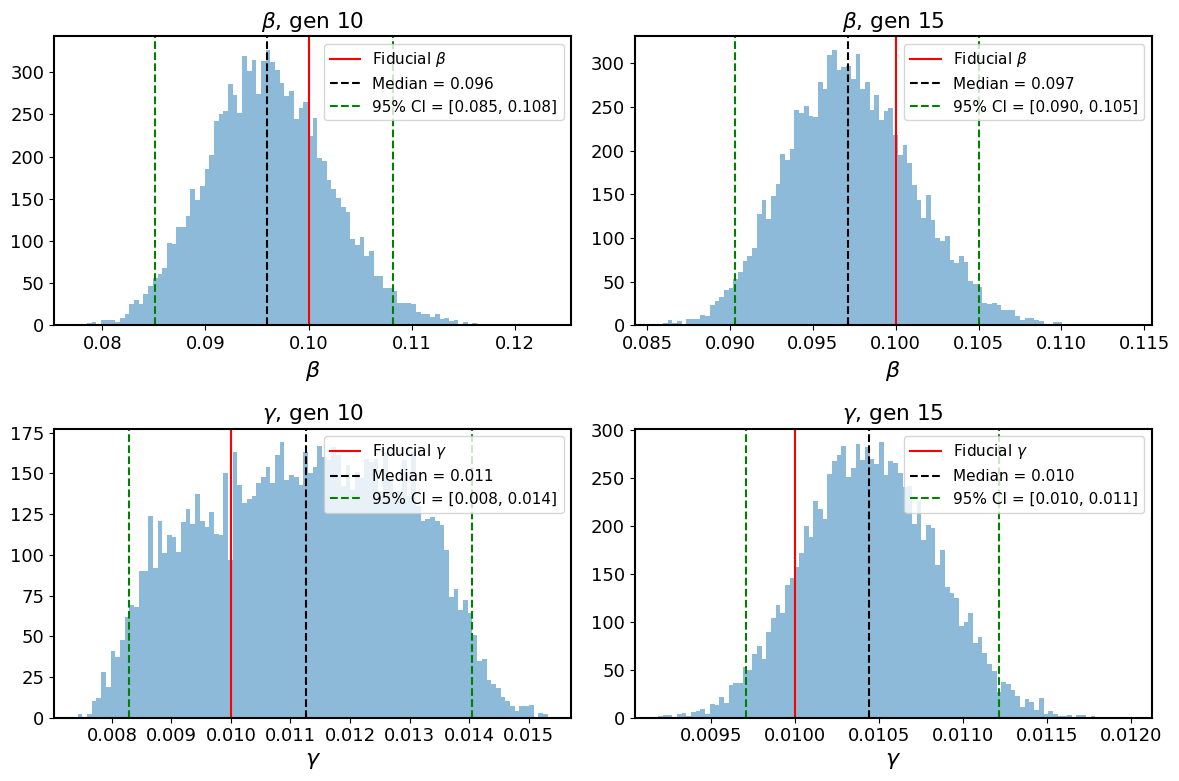 β, gen 10
300
250
200
150
100
50
0
Fiducial β
Median = 0.096
95% CI = [0.085, 0.108]
0.08 0.09 0.10 0.11 0.12
β
β, gen 15
300
250
200
150
100
50
0
Fiducial β
Median = 0.097
95% CI = [0.090, 0.105]
0.085 0.090 0.095 0.100 0.105 0.110 0.115
β
γ, gen 10
175
150
125
100
75
50
25
0
Fiducial γ
Median = 0.011
95% CI = [0.008, 0.014]
0.008 0.009 0.010 0.011 0.012 0.013 0.014 0.015
γ
γ, gen 15
300
250
200
150
100
50
0
Fiducial γ
Median = 0.010
95% CI = [0.010, 0.011]
0.0095 0.0100 0.0105 0.0110 0.0115 0.0120
γ